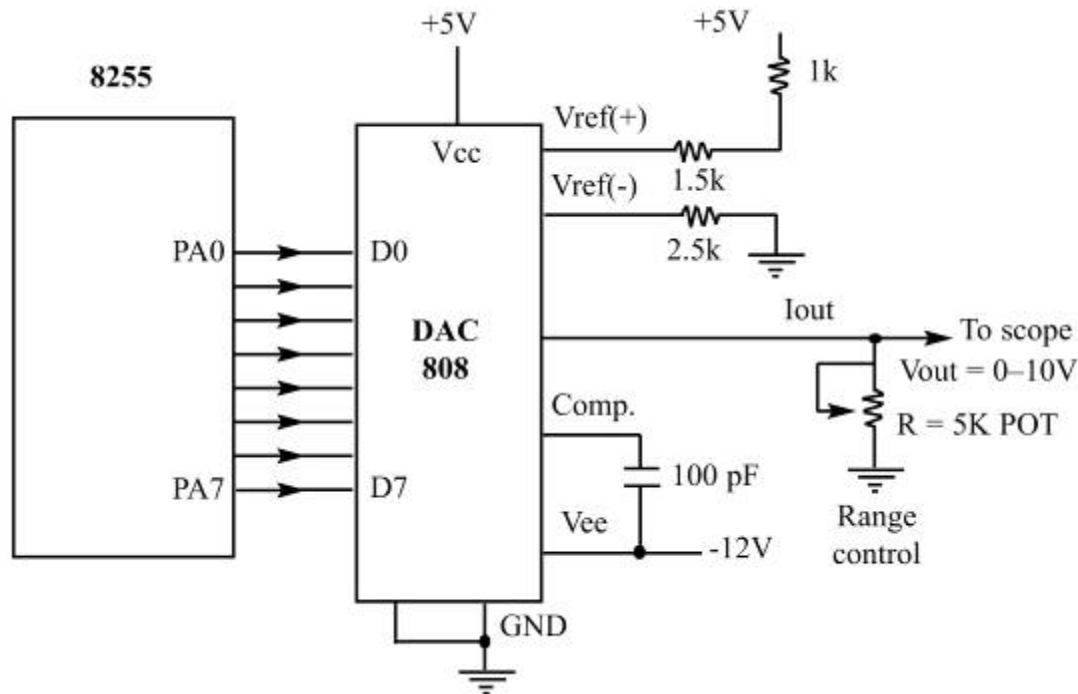 +5V
+5V
8255
1k
Vref(+)
Vcc
1.5k
Vref(-)
PA0
D0
2.5k
Iout
DAC
808
To scope
Vout = 0–10V
Comp.
R = 5K POT
PA7
D7
100 pF
Vee
Range
control
-12V
GND